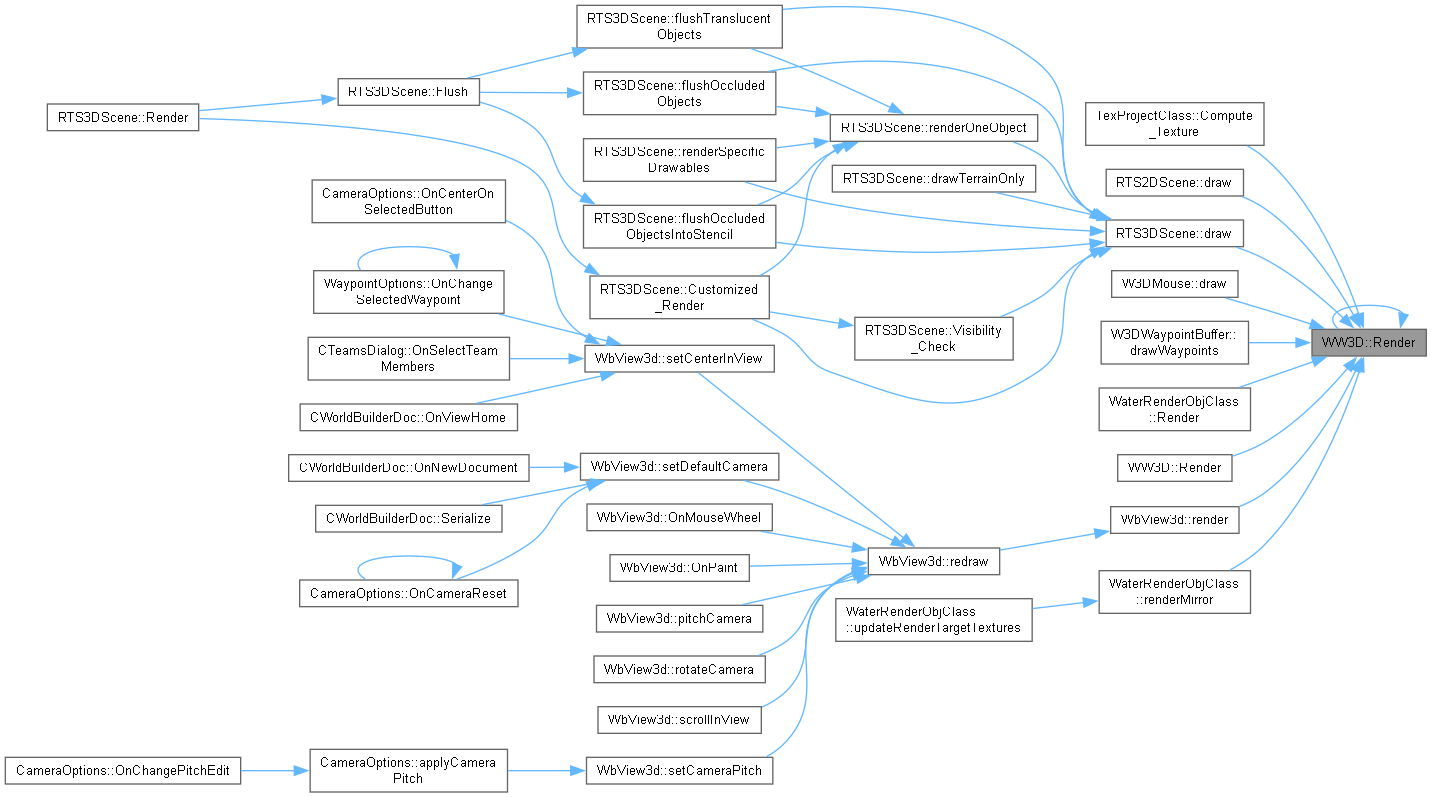 RTS3DScene::flushTranslucent
Objects
RTS3DScene::Flush
RTS3DScene::flushOccluded
Objects
RTS3DScene::Render
TexProjectClass::Compute
_Texture
RTS3DScene::renderOneObject
RTS3DScene::renderSpecific
Drawables
RTS3DScene::drawTerrainOnly
RTS2DScene::draw
CameraOptions::OnCenterOn
SelectedButton
RTS3DScene::flushOccluded
ObjectsIntoStencil
RTS3DScene::draw
WaypointOptions::OnChange
SelectedWaypoint
RTS3DScene::Customized
_Render
W3DMouse::draw
RTS3DScene::Visibility
_Check
W3DWaypointBuffer::
drawWaypoints
WW3D::Render
CTeamsDialog::OnSelectTeam
Members
WbView3d::setCenterInView
CWorldBuilderDoc::OnViewHome
WaterRenderObjClass
::Render
CWorldBuilderDoc::OnNewDocument
WbView3d::setDefaultCamera
WW3D::Render
CWorldBuilderDoc::Serialize
WbView3d::OnMouseWheel
WbView3d::render
WbView3d::OnPaint
WbView3d::redraw
CameraOptions::OnCameraReset
WaterRenderObjClass
::renderMirror
WbView3d::pitchCamera
WaterRenderObjClass
::updateRenderTargetTextures
WbView3d::rotateCamera
WbView3d::scrollInView
CameraOptions::OnChangePitchEdit
CameraOptions::applyCamera
Pitch
WbView3d::setCameraPitch